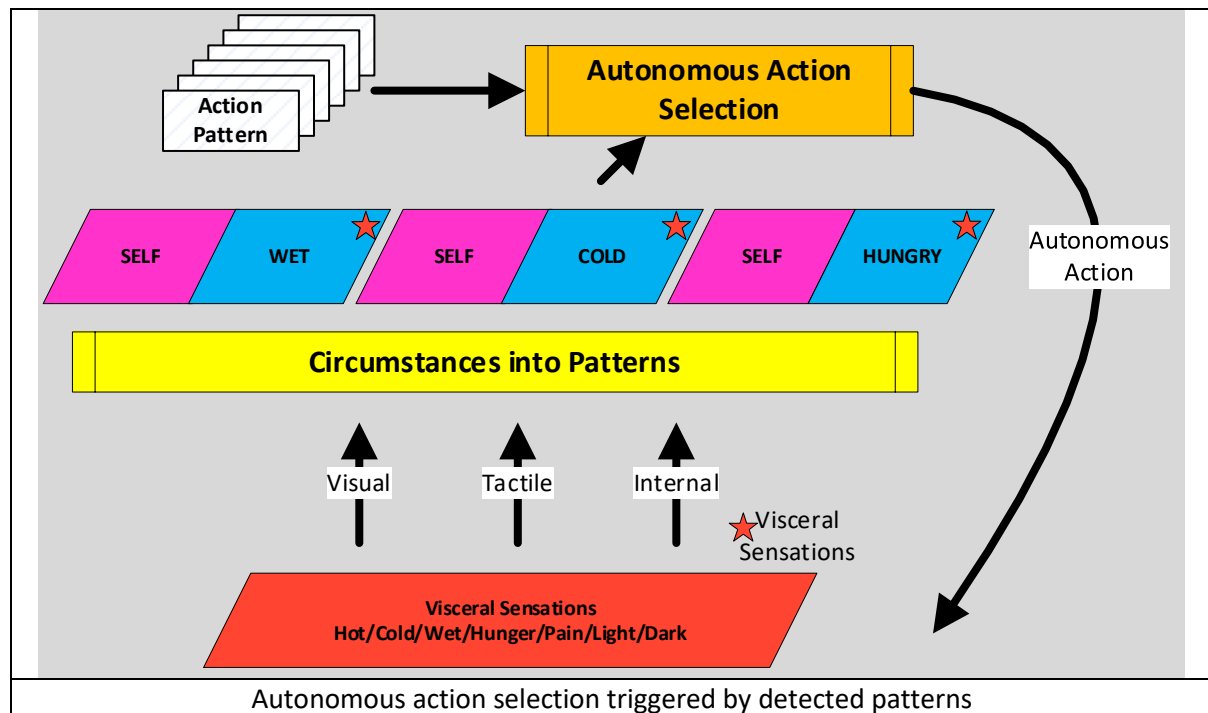 Action
Pattern
Autonomous Action
Selection
SELF
WET
SELF
COLD
SELF
HUNGRY
Autonomous
Action
Circumstances into Patterns
Visual
Tactile
Internal
Visceral
Sensations
Visceral Sensations
Hot/Cold/Wet/Hunger/Pain/Light/Dark
Autonomous action selection triggered by detected patterns